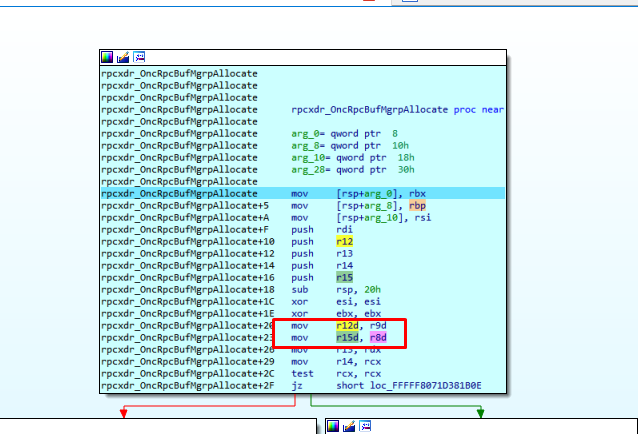 rpcxdr_OncRpcBufMgrpAllocate
rpcxdr_OncRpcBufMgrpAllocate
rpcxdr_OncRpcBufMgrpAllocate
rpcxdr_OncRpcBufMgrpAllocate rpcxdr_OncRpcBufMgrpAllocate proc near
rpcxdr_OncRpcBufMgrpAllocate
rpcxdr_OncRpcBufMgrpAllocate arg_0= qword ptr 8
rpcxdr_OncRpcBufMgrpAllocate arg_8= qword ptr 10h
rpcxdr_OncRpcBufMgrpAllocate arg_10= qword ptr 18h
rpcxdr_OncRpcBufMgrpAllocate arg_28= qword ptr 30h
rpcxdr_OncRpcBufMgrpAllocate
rpcxdr_OncRpcBufMgrpAllocate mov [rsp+arg_0], rbx
rpcxdr_OncRpcBufMgrpAllocate+5 mov [rsp+arg_8], rbp
rpcxdr_OncRpcBufMgrpAllocate+A mov [rsp+arg_10], rsi
rpcxdr_OncRpcBufMgrpAllocate+F push rdi
rpcxdr_OncRpcBufMgrpAllocate+10 push r12
rpcxdr_OncRpcBufMgrpAllocate+12 push r13
rpcxdr_OncRpcBufMgrpAllocate+14 push r14
rpcxdr_OncRpcBufMgrpAllocate+16 push r15
rpcxdr_OncRpcBufMgrpAllocate+18 sub rsp, 20h
rpcxdr_OncRpcBufMgrpAllocate+1C xor esi, esi
rpcxdr_OncRpcBufMgrpAllocate+1E xor ebx, ebx
rpcxdr_OncRpcBufMgrpAllocate+20 mov r12d, r9d
rpcxdr_OncRpcBufMgrpAllocate+23 mov r15d, r8d
rpcxdr_OncRpcBufMgrpAllocate+26 mov r13, rdx
rpcxdr_OncRpcBufMgrpAllocate+29 mov r14, rcx
rpcxdr_OncRpcBufMgrpAllocate+2C test rcx, rcx
rpcxdr_OncRpcBufMgrpAllocate+2F jz short loc_FFFFF8071D381B0E